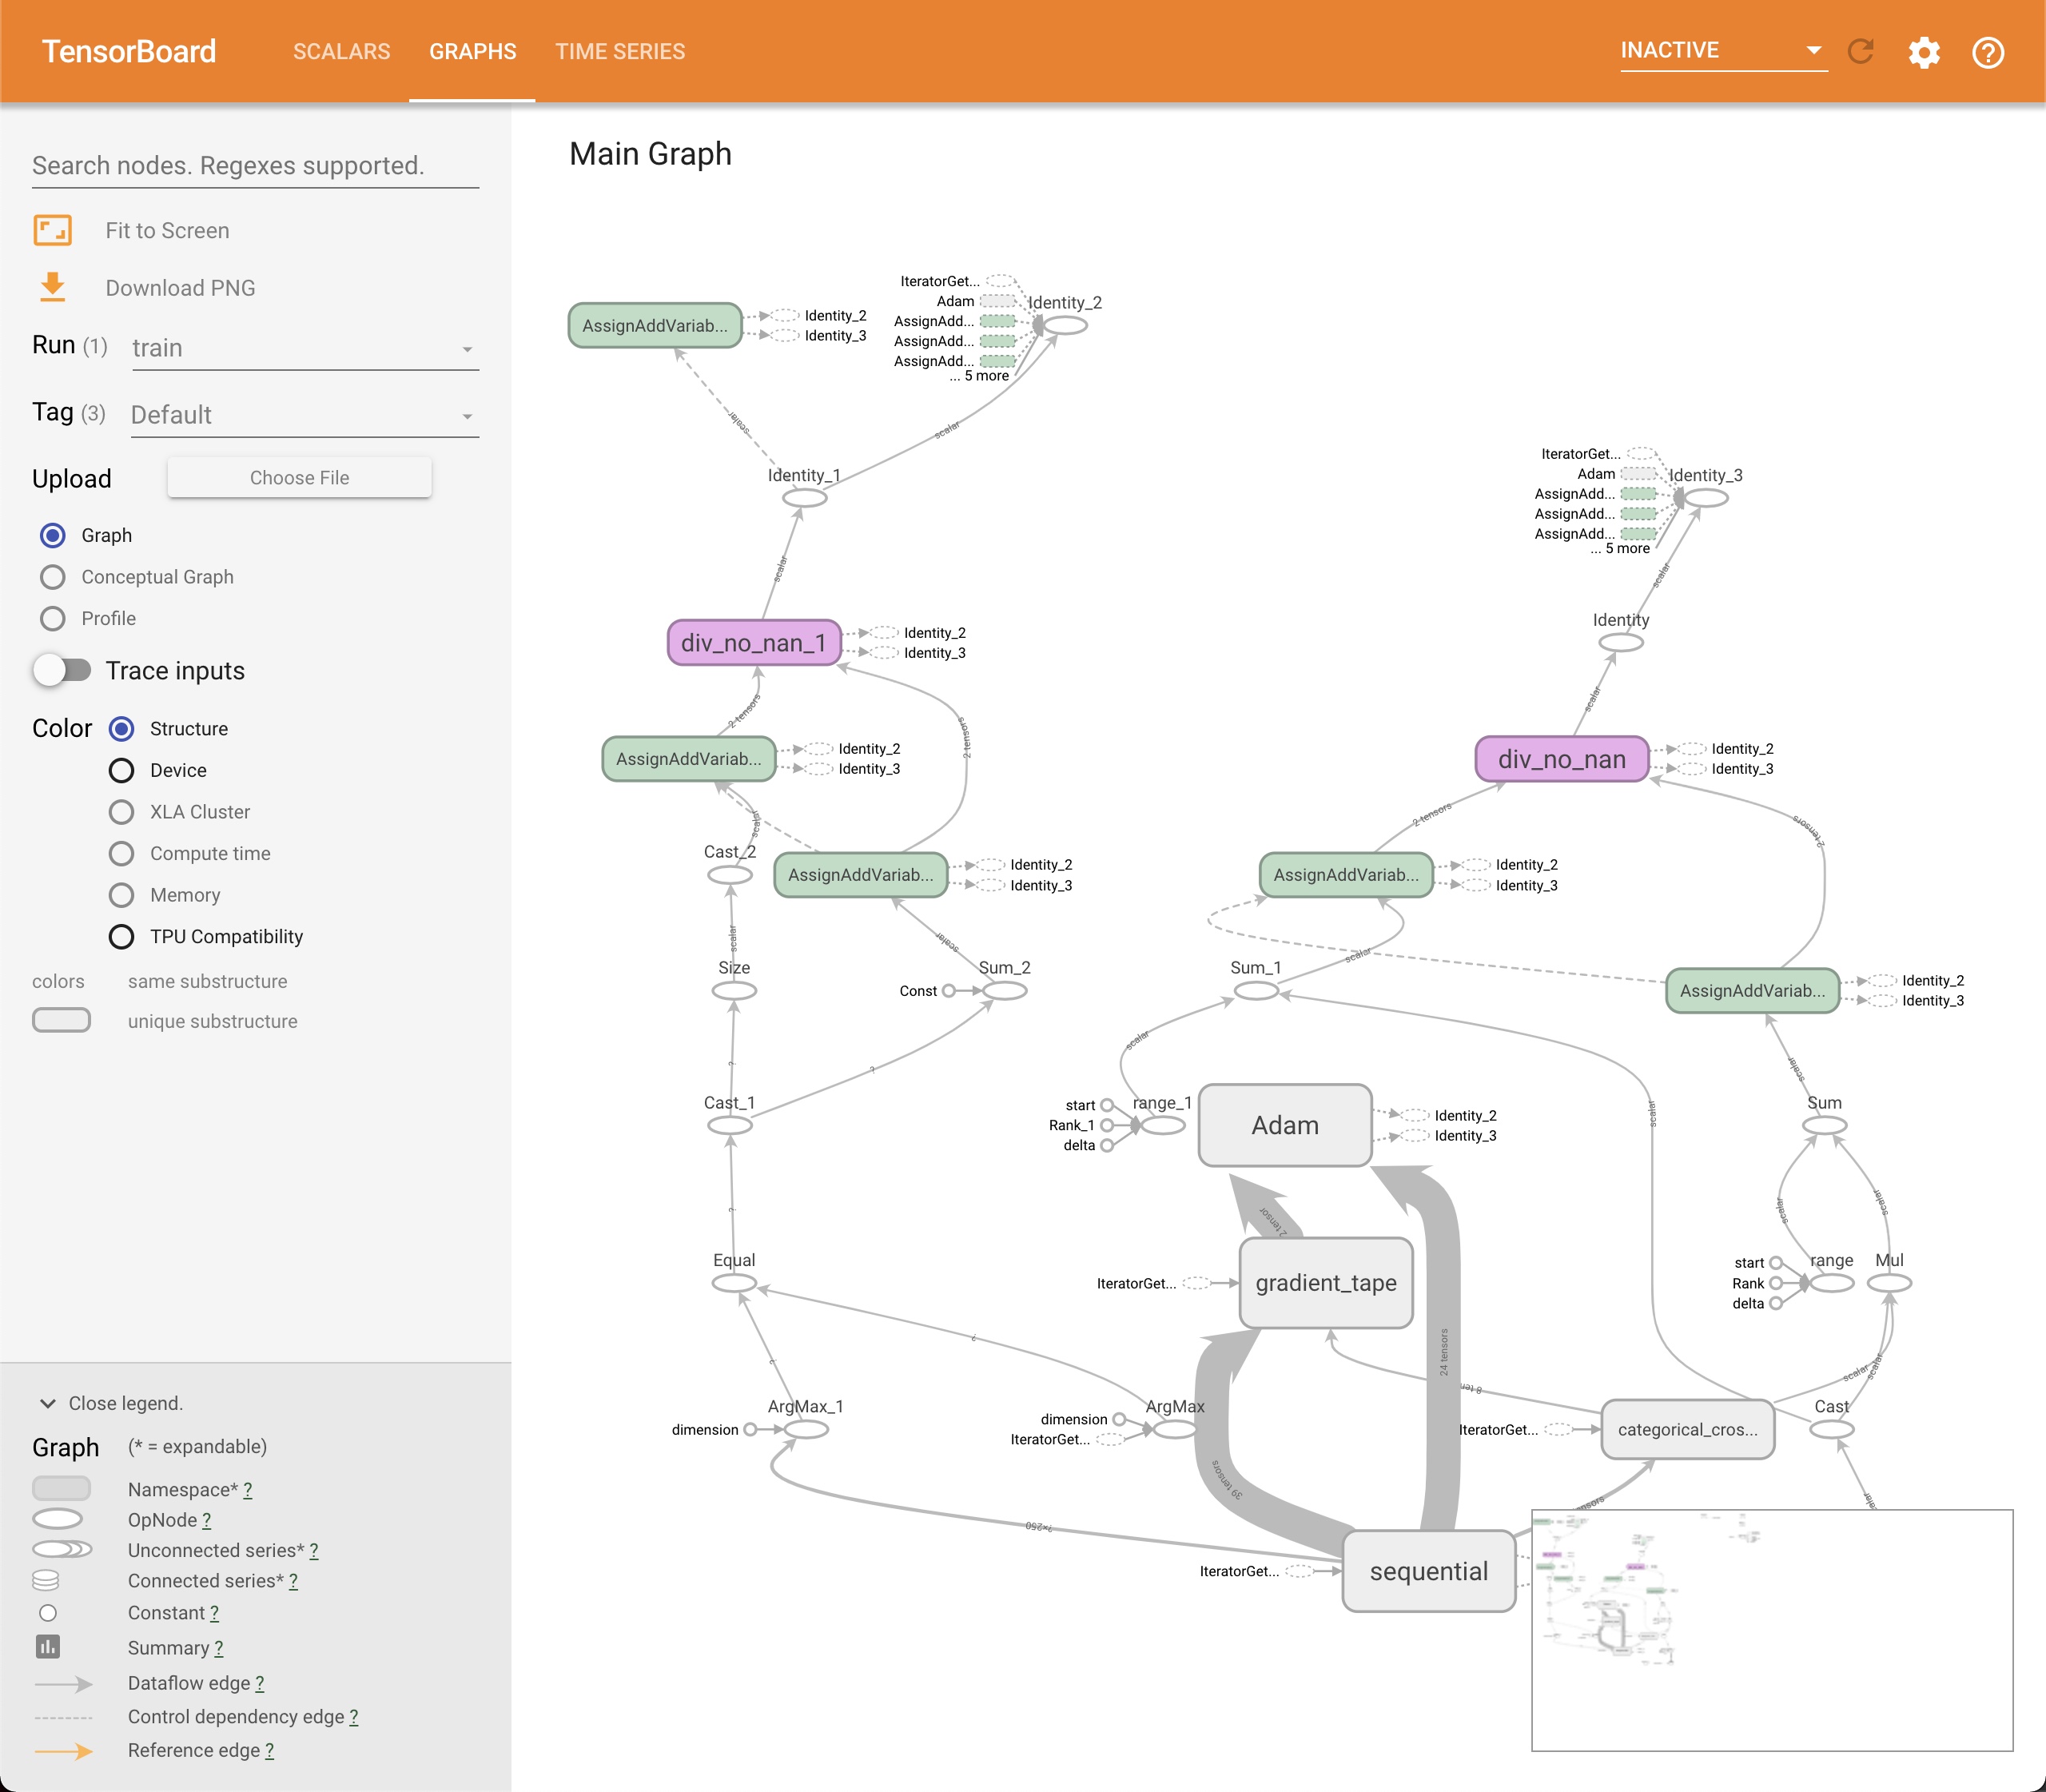 TensorBoard
SCALARS
GRAPHS
TIME SERIES
INACTIVE
Search nodes. Regexes supported.
Fit to Screen
Download PNG
Run (1) train
Tag (3) Default
Upload
Choose File
Graph
Conceptual Graph
Profile
Trace inputs
Color
Structure
Device
XLA Cluster
Compute time
Memory
TPU Compatibility
colors same substructure
unique substructure
Close legend.
Graph (* = expandable)
Namespace* ?
OpNode ?
Unconnected series* ?
Connected series* ?
Constant ?
Summary ?
Dataflow edge ?
Control dependency edge ?
Reference edge ?
Main Graph
AssignAddVariab...
Identity_2
Identity_3
IteratorGet...
Adam
AssignAdd...
AssignAdd...
AssignAdd...
... 5 more
Identity_2
scalar
scalar
Identity_1
scalar
IteratorGet...
Adam
AssignAdd...
AssignAdd...
AssignAdd...
... 5 more
Identity_3
scalar
Identity
scalar
div_no_nan_1
Identity_2
Identity_3
2 tensors
2 tensors
AssignAddVariab...
Identity_2
Identity_3
scalar
div_no_nan
Identity_2
Identity_3
2 tensors
2 tensors
Cast_2
AssignAddVariab...
Identity_2
Identity_3
AssignAddVariab...
Identity_2
Identity_3
scalar
scalar
scalar
Size
Const
Sum_2
Sum_1
AssignAddVariab...
Identity_2
Identity_3
?
?
scalar
scalar
scalar
Cast_1
start
Rank_1
delta
range_1
Adam
Identity_2
Identity_3
Sum
?
scalar
scalar
Equal
IteratorGet...
gradient_tape
start
Rank
delta
range
Mul
?
?
24 tensors
scalar
scalar
dimension
ArgMax_1
dimension
IteratorGet...
ArgMax
IteratorGet...
categorical_cros...
Cast
39 tensors
?×250
IteratorGet...
sequential